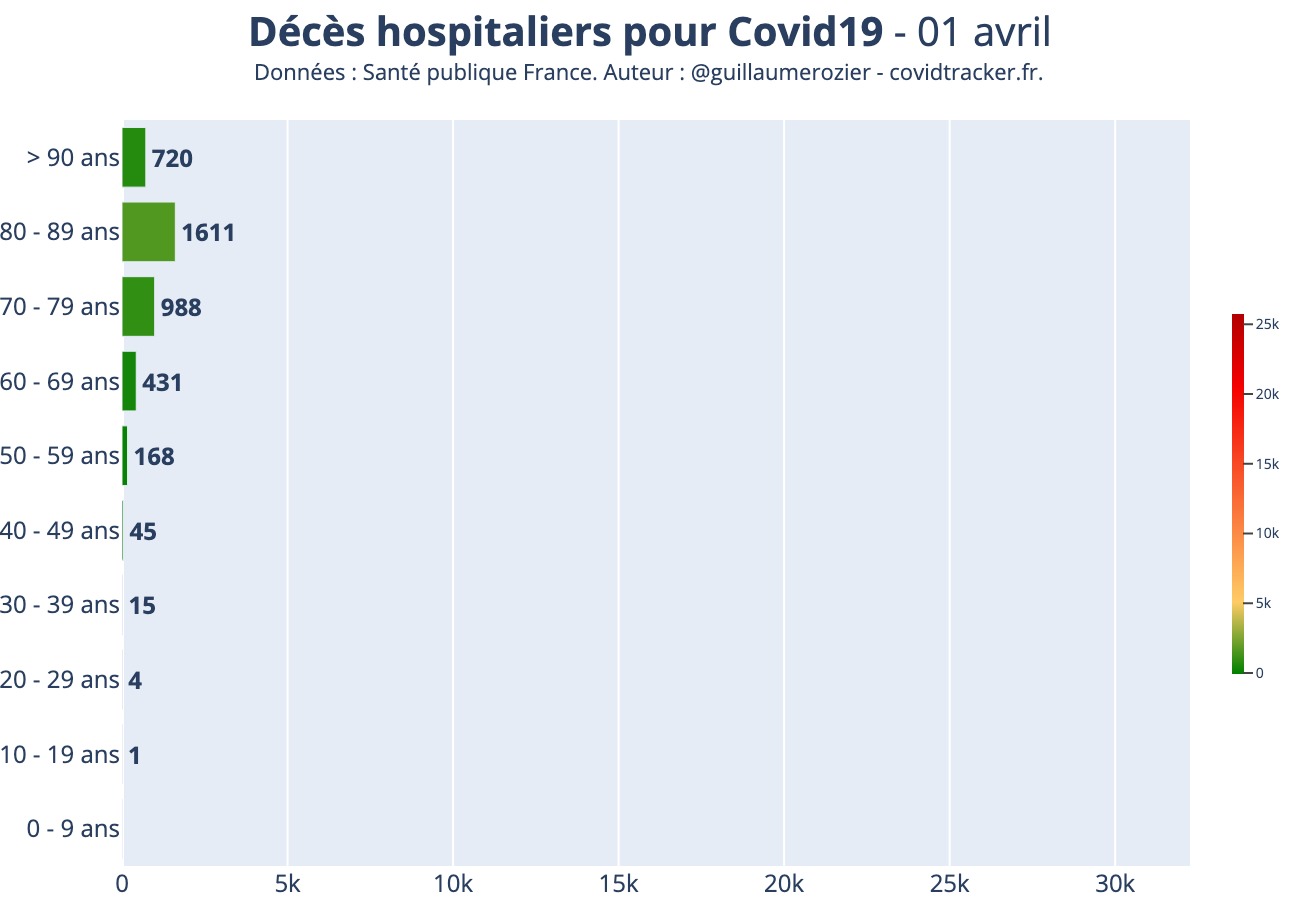 Décès hospitaliers pour Covid19 - 01 avril
Données : Santé publique France. Auteur : @guillaumerozier - covidtracker.fr.
> 90 ans 720
80 - 89 ans 1611
70 - 79 ans 988
60 - 69 ans 431
50 - 59 ans 168
40 - 49 ans 45
30 - 39 ans 15
20 - 29 ans 4
10 - 19 ans 1
0 - 9 ans
0 5k 10k 15k 20k 25k 30k
25k
20k
15k
10k
5k
0